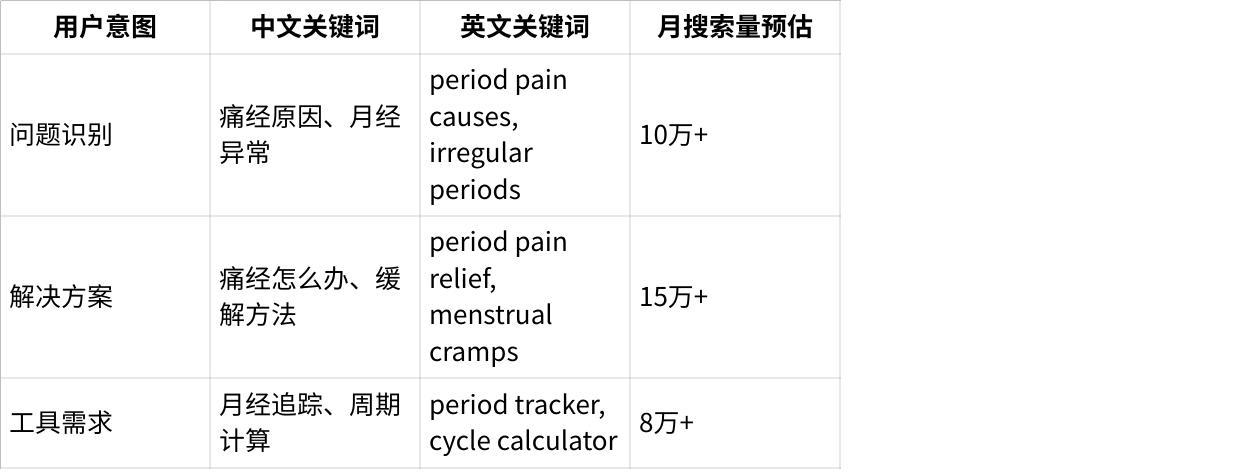 用户意图 中文关键词 英文关键词 月搜索量预估
问题识别
痛经原因、月经
异常
period pain
causes,
irregular
periods
10万+
解决方案
痛经怎么办、缓
解方法
period pain
relief,
menstrual
cramps
15万+
工具需求
月经追踪、周期
计算
period tracker,
cycle calculator
8万+